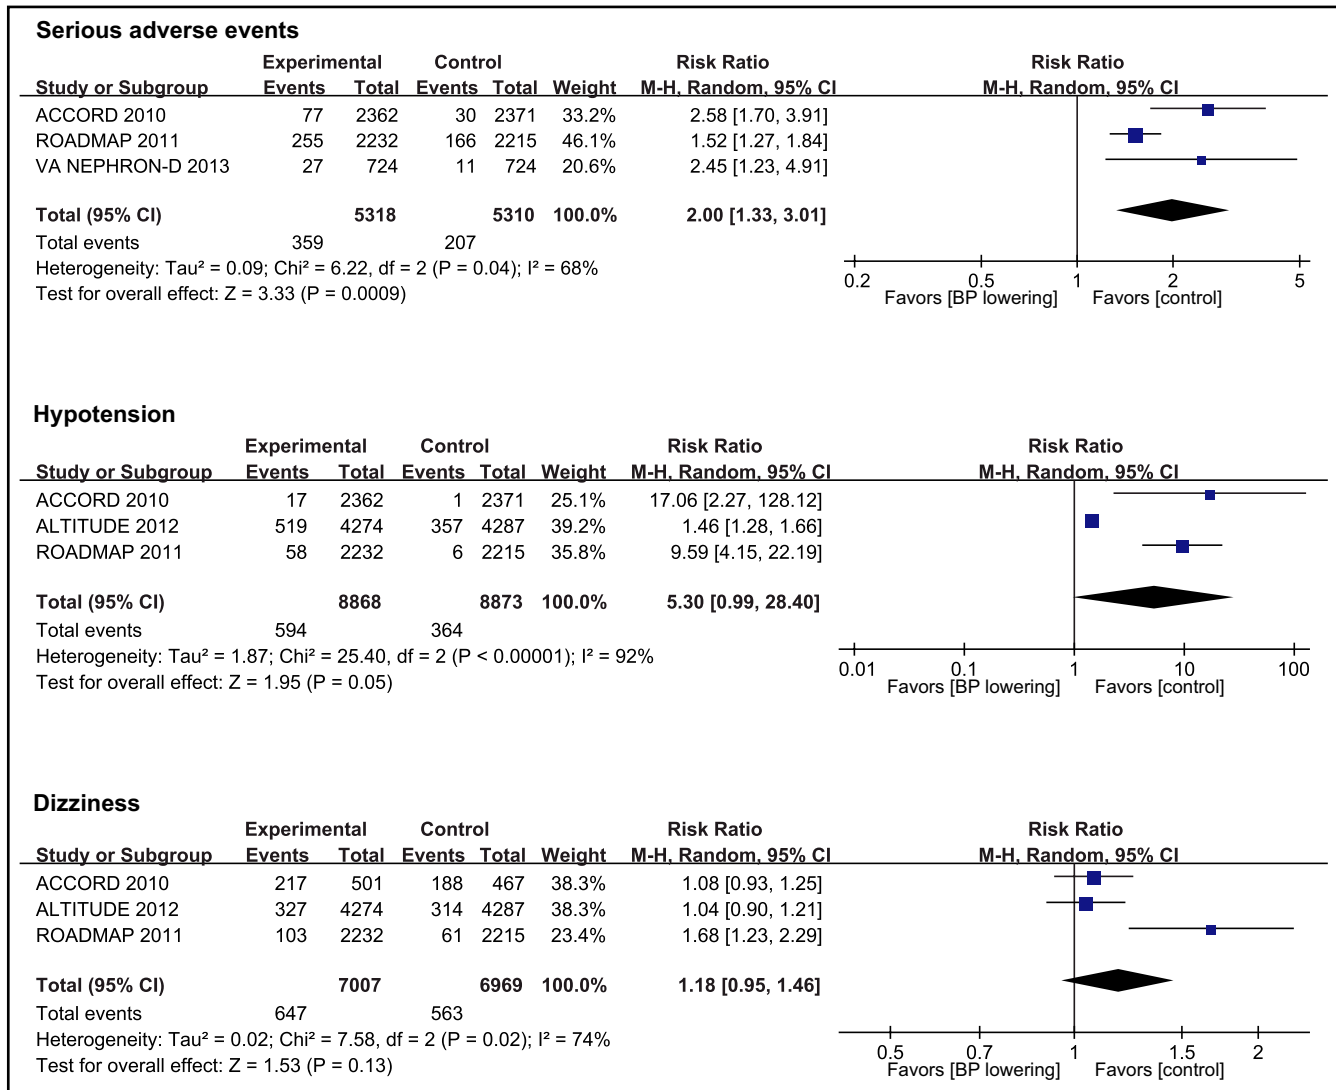 Serious adverse events
Experimental Control Risk Ratio Risk Ratio
Study or Subgroup Events Total Events Total Weight M-H, Random, 95% CI M-H, Random, 95% CI
ACCORD 2010 77 2362 30 2371 33.2% 2.58 [1.70, 3.91]
ROADMAP 2011 255 2232 166 2215 46.1% 1.52 [1.27, 1.84]
VA NEPHRON-D 2013 27 724 11 724 20.6% 2.45 [1.23, 4.91]
Total (95% CI) 5318 5310 100.0% 2.00 [1.33, 3.01]
Total events 359 207
Heterogeneity: Tau² = 0.09; Chi² = 6.22, df = 2 (P = 0.04); I² = 68%
Test for overall effect: Z = 3.33 (P = 0.0009)
0.2 0.5 1 2 5
Favors [BP lowering] Favors [control]
Hypotension
Experimental Control Risk Ratio Risk Ratio
Study or Subgroup Events Total Events Total Weight M-H, Random, 95% CI M-H, Random, 95% CI
ACCORD 2010 17 2362 1 2371 25.1% 17.06 [2.27, 128.12]
ALTITUDE 2012 519 4274 357 4287 39.2% 1.46 [1.28, 1.66]
ROADMAP 2011 58 2232 6 2215 35.8% 9.59 [4.15, 22.19]
Total (95% CI) 8868 8873 100.0% 5.30 [0.99, 28.40]
Total events 594 364
Heterogeneity: Tau² = 1.87; Chi² = 25.40, df = 2 (P < 0.00001); I² = 92%
Test for overall effect: Z = 1.95 (P = 0.05)
0.01 0.1 1 10 100
Favors [BP lowering] Favors [control]
Dizziness
Experimental Control Risk Ratio Risk Ratio
Study or Subgroup Events Total Events Total Weight M-H, Random, 95% CI M-H, Random, 95% CI
ACCORD 2010 217 501 188 467 38.3% 1.08 [0.93, 1.25]
ALTITUDE 2012 327 4274 314 4287 38.3% 1.04 [0.90, 1.21]
ROADMAP 2011 103 2232 61 2215 23.4% 1.68 [1.23, 2.29]
Total (95% CI) 7007 6969 100.0% 1.18 [0.95, 1.46]
Total events 647 563
Heterogeneity: Tau² = 0.02; Chi² = 7.58, df = 2 (P = 0.02); I² = 74%
Test for overall effect: Z = 1.53 (P = 0.13)
0.5 0.7 1 1.5 2
Favors [BP lowering] Favors [control]